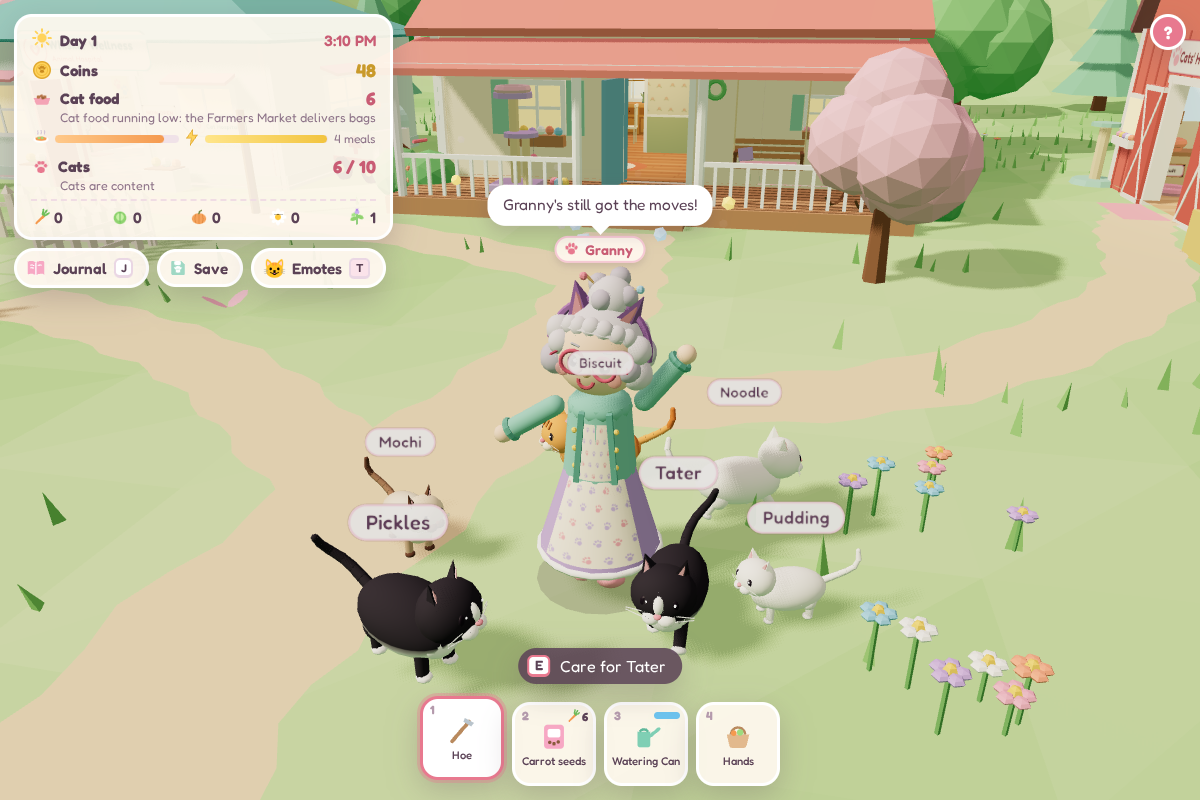 Day 1
3:10 PM
Coins
48
Cat food
6
Cat food running low: the Farmers Market delivers bags
4 meals
Cats
6 / 10
Cats are content
0
0
0
0
1
Journal J
Save
Emotes T
?
Granny's still got the moves!
Granny
Biscuit
Noodle
Mochi
Tater
Pickles
Pudding
E Care for Tater
1
Hoe
2
6
Carrot seeds
3
Watering Can
4
Hands